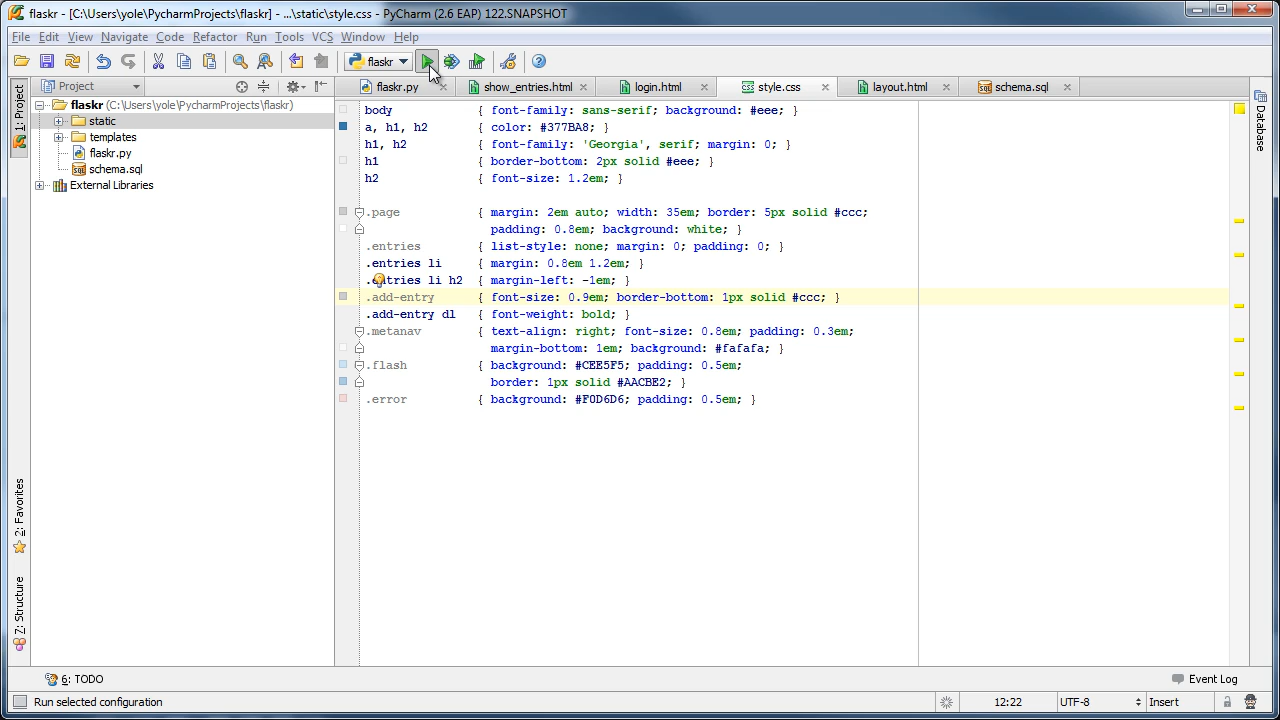 flaskr - [C:\Users\yole\PycharmProjects\flaskr] - ...\static\style.css - PyCharm (2.6 EAP) 122.SNAPSHOT
File Edit View Navigate Code Refactor Run Tools VCS Window Help
flaskr
Project
flaskr.py show_entries.html login.html style.css layout.html schema.sql
1: Project
flaskr (C:\Users\yole\PycharmProjects\flaskr)
static
templates
flaskr.py
schema.sql
External Libraries
body { font-family: sans-serif; background: #eee; }
a, h1, h2 { color: #377BA8; }
h1, h2 { font-family: 'Georgia', serif; margin: 0; }
h1 { border-bottom: 2px solid #eee; }
h2 { font-size: 1.2em; }
.page { margin: 2em auto; width: 35em; border: 5px solid #ccc;
padding: 0.8em; background: white; }
.entries { list-style: none; margin: 0; padding: 0; }
.entries li { margin: 0.8em 1.2em; }
.entries li h2 { margin-left: -1em; }
.add-entry { font-size: 0.9em; border-bottom: 1px solid #ccc; }
.add-entry dl { font-weight: bold; }
.metanav { text-align: right; font-size: 0.8em; padding: 0.3em;
margin-bottom: 1em; background: #fafafa; }
.flash { background: #CEE5F5; padding: 0.5em;
border: 1px solid #AACBE2; }
.error { background: #F0D6D6; padding: 0.5em; }
Database
2: Favorites
7: Structure
6: TODO
Event Log
Run selected configuration
12:22
UTF-8
Insert